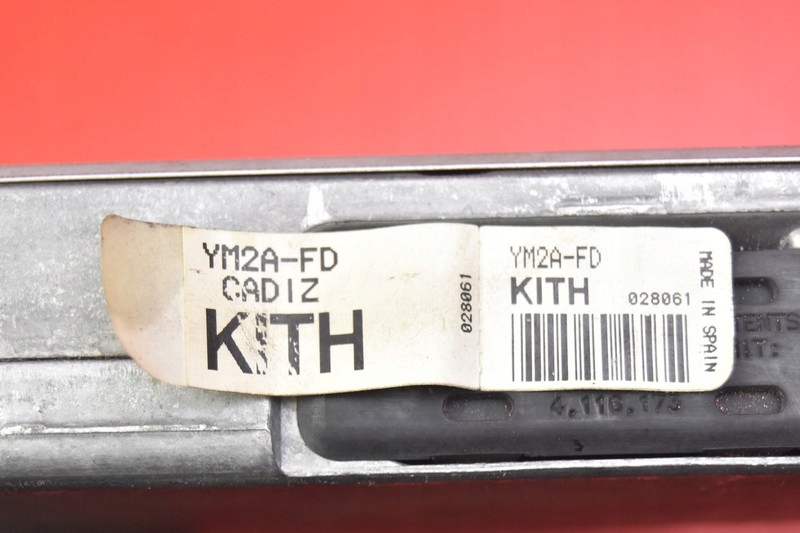 YM2A-FD
CADIZ
KITH
028061
YM2A-FD
KITH 028061
MADE IN SPAIN
4,116,173